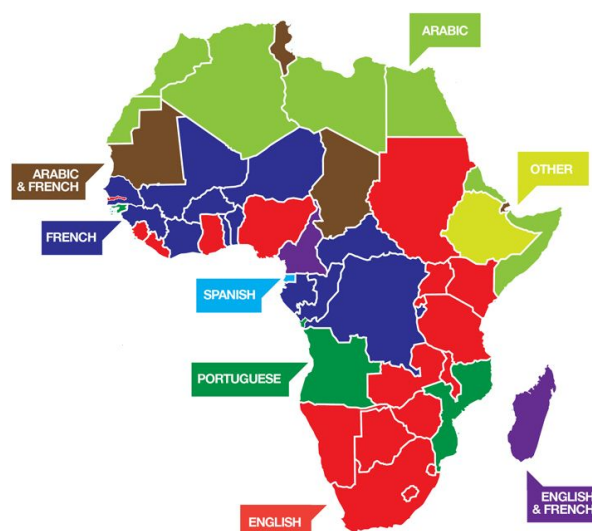 ARABIC
ARABIC
& FRENCH
OTHER
FRENCH
SPANISH
PORTUGUESE
ENGLISH
& FRENCH
ENGLISH